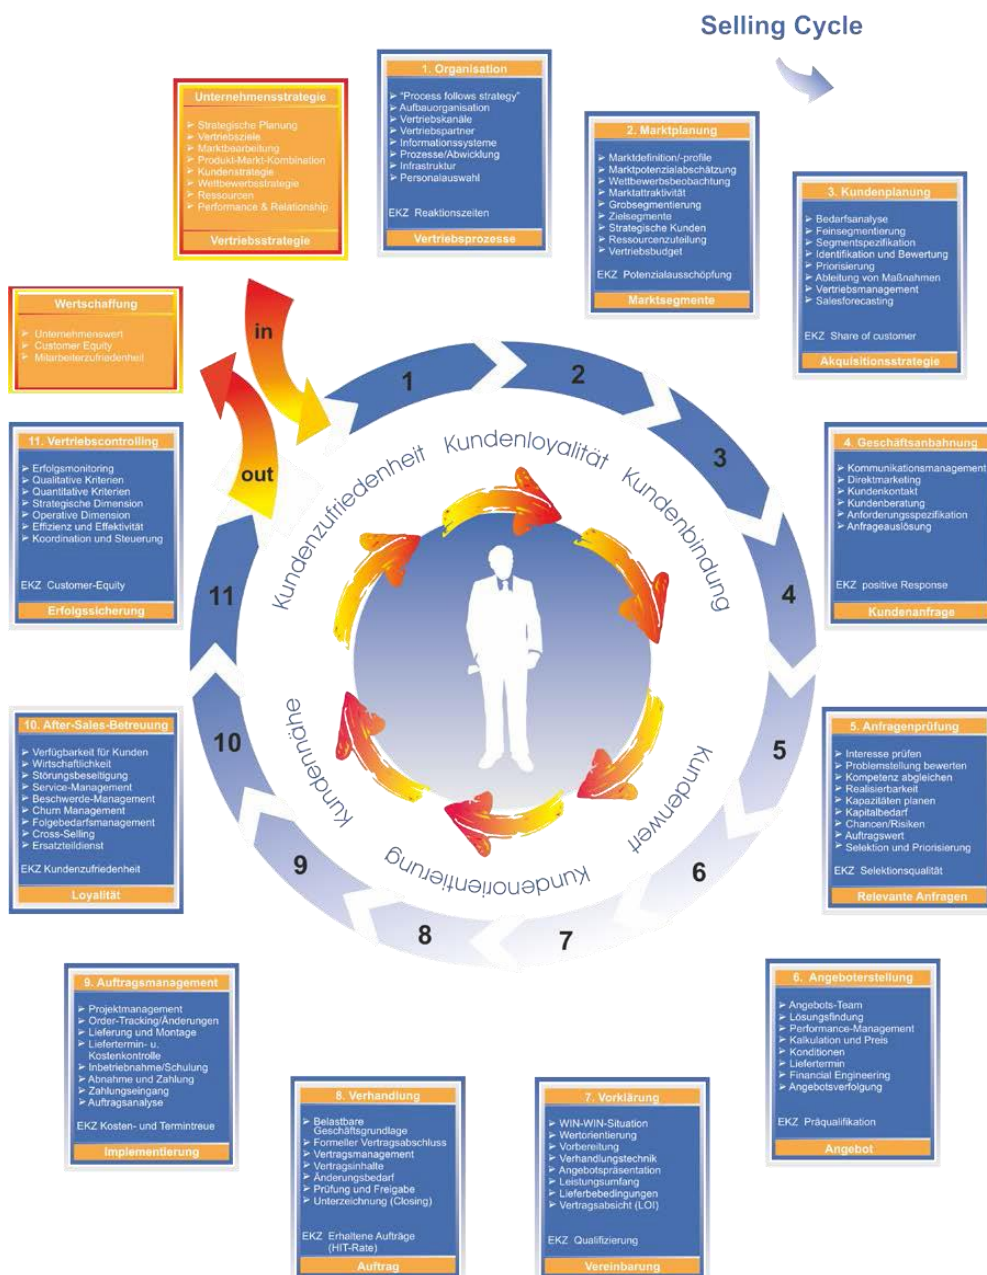 Selling Cycle
Unternehmensstrategie
➢ Strategische Planung
➢ Vertriebsziele
➢ Marktbearbeitung
➢ Produkt-Markt-Kombination
➢ Kundenstrategie
➢ Wettbewerbsstrategie
➢ Ressourcen
➢ Performance & Relationship
Vertriebsstrategie
1. Organisation
➢ "Process follows strategy"
➢ Aufbauorganisation
➢ Vertriebskanäle
➢ Vertriebspartner
➢ Informationssysteme
➢ Prozesse/Abwicklung
➢ Infrastruktur
➢ Personalauswahl
EKZ Reaktionszeiten
Vertriebsprozesse
2. Marktplanung
➢ Marktdefinition/-profile
➢ Marktpotenzialabschätzung
➢ Wettbewerbsbeobachtung
➢ Marktattraktivität
➢ Grobsegmentierung
➢ Zielsegmente
➢ Strategische Kunden
➢ Ressourcenzuteilung
➢ Vertriebsbudget
EKZ Potenzialausschöpfung
Marktsegmente
3. Kundenplanung
➢ Bedarfsanalyse
➢ Feinsegmentierung
➢ Segmentspezifikation
➢ Identifikation und Bewertung
➢ Priorisierung
➢ Ableitung von Maßnahmen
➢ Vertriebsmanagement
➢ Salesforecasting
EKZ Share of customer
Akquisitionsstrategie
4. Geschäftsanbahnung
➢ Kommunikationsmanagement
➢ Direktmarketing
➢ Kundenkontakt
➢ Kundenberatung
➢ Anforderungsspezifikation
➢ Anfrageauslösung
EKZ positive Response
Kundenanfrage
5. Anfragenprüfung
➢ Interesse prüfen
➢ Problemstellung bewerten
➢ Kompetenz abgleichen
➢ Realisierbarkeit
➢ Kapazitäten planen
➢ Kapitalbedarf
➢ Chancen/Risiken
➢ Auftragswert
➢ Selektion und Priorisierung
EKZ Selektionsqualität
Relevante Anfragen
6. Angeboterstellung
➢ Angebots-Team
➢ Lösungsfindung
➢ Performance-Management
➢ Kalkulation und Preis
➢ Konditionen
➢ Liefertermin
➢ Financial Engineering
➢ Angebotsverfolgung
EKZ Präqualifikation
Angebot
7. Vorklärung
➢ WIN-WIN-Situation
➢ Wertorientierung
➢ Vorbereitung
➢ Verhandlungstechnik
➢ Angebotspräsentation
➢ Leistungsumfang
➢ Lieferbedingungen
➢ Vertragsabsicht (LOI)
EKZ Qualifizierung
Vereinbarung
8. Verhandlung
➢ Belastbare
Geschäftsgrundlage
➢ Formeller Vertragsabschluss
➢ Vertragsmanagement
➢ Vertragsinhalte
➢ Änderungsbedarf
➢ Prüfung und Freigabe
➢ Unterzeichnung (Closing)
EKZ Erhaltene Aufträge
(HIT-Rate)
Auftrag
9. Auftragsmanagement
➢ Projektmanagement
➢ Order-Tracking/Änderungen
➢ Lieferung und Montage
➢ Liefertermin- u.
Kostenkontrolle
➢ Inbetriebnahme/Schulung
➢ Abnahme und Zahlung
➢ Zahlungseingang
➢ Auftragsanalyse
EKZ Kosten- und Termintreue
Implementierung
10. After-Sales-Betreuung
➢ Verfügbarkeit für Kunden
➢ Wirtschaftlichkeit
➢ Störungsbeseitigung
➢ Service-Management
➢ Beschwerde-Management
➢ Churn Management
➢ Folgebedarfsmanagement
➢ Cross-Selling
➢ Ersatzteildienst
EKZ Kundenzufriedenheit
Loyalität
11. Vertriebscontrolling
➢ Erfolgsmonitoring
➢ Qualitative Kriterien
➢ Quantitative Kriterien
➢ Strategische Dimension
➢ Operative Dimension
➢ Effizienz und Effektivität
➢ Koordination und Steuerung
EKZ Customer-Equity
Erfolgssicherung
Wertschaffung
➢ Unternehmenswert
➢ Customer Equity
➢ Mitarbeiterzufriedenheit
in
out
1
2
3
4
5
6
7
8
9
10
11
Kundenzufriedenheit
Kundenloyalität
Kundenbindung
Kundenwert
Kundenorientierung
Kundennähe